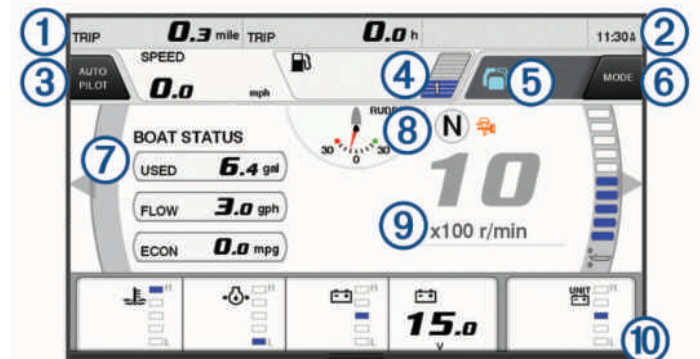 1 TRIP 0.3 mile TRIP 0.0 h 11:30A 2
3 AUTO PILOT SPEED 0.0 mph 4 1 5 MODE 6
RUDD 8 N
30 0 30
7 BOAT STATUS
USED 6.4 gal
10
FLOW 3.0 gph
9 x100 r/min
ECON 0.0 mpg
H H H UNIT H
15.0
L L L V L 10